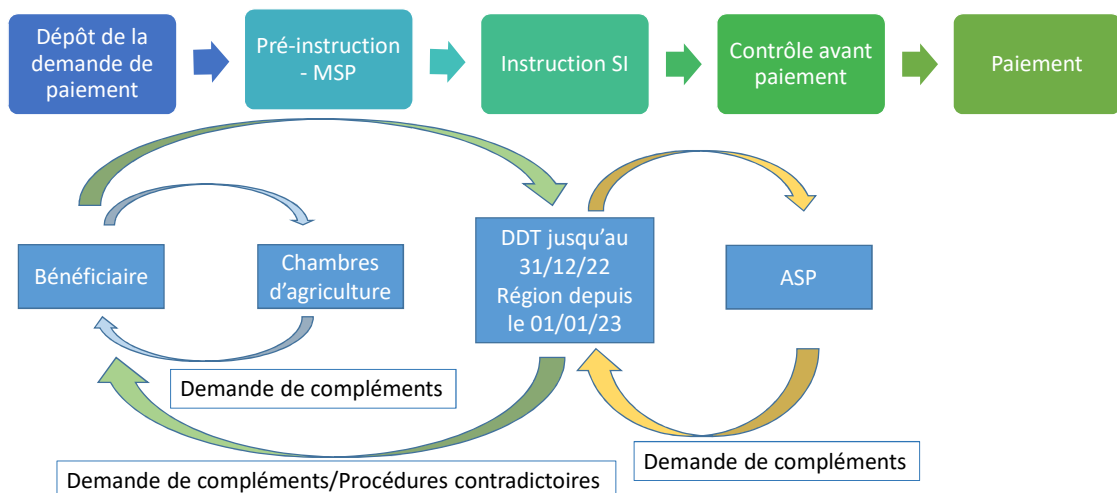 Dépôt de la
demande de
paiement
Pré-instruction
- MSP
Instruction SI
Contrôle avant
paiement
Paiement
Bénéficiaire
Chambres
d'agriculture
DDT jusqu'au
31/12/22
Région depuis
le 01/01/23
ASP
Demande de compléments
Demande de compléments/Procédures contradictoires
Demande de compléments